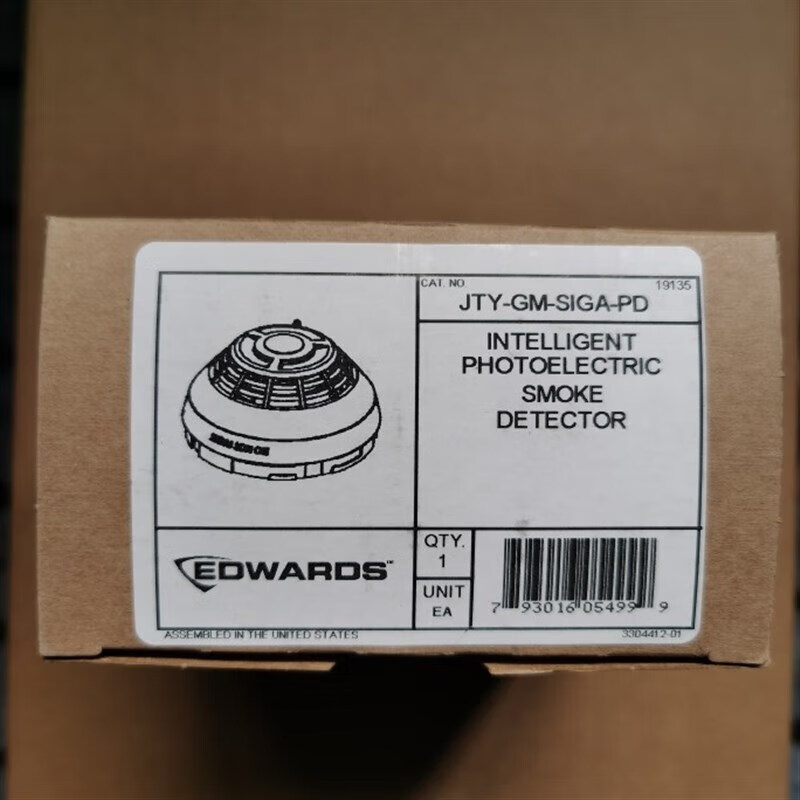 CAT. NO. 19135
JTY-GM-SIGA-PD
INTELLIGENT
PHOTOELECTRIC
SMOKE
DETECTOR
EDWARDS™
QTY.
1
UNIT
EA
7 93016 05499 9
ASSEMBLED IN THE UNITED STATES
3304412-01